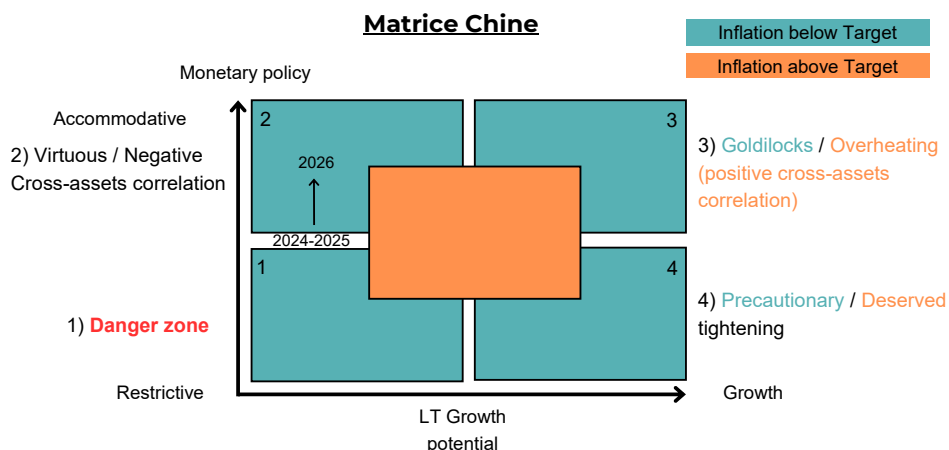 Matrice Chine
Inflation below Target
Inflation above Target
Monetary policy
Accommodative
2) Virtuous / Negative
Cross-assets correlation
2
2026
2024-2025
3
3) Goldilocks / Overheating
(positive cross-assets
correlation)
1
4
1) Danger zone
4) Precautionary / Deserved
tightening
Restrictive
LT Growth
potential
Growth